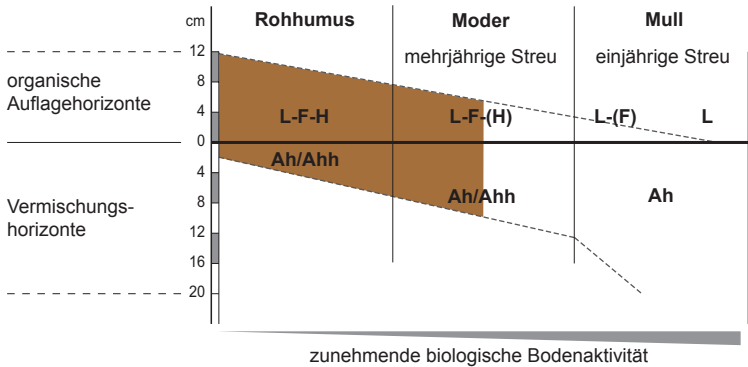 cm
Rohhumus
Moder
Mull
mehrjährige Streu
einjährige Streu
12
8
4
0
4
8
12
16
20
organische
Auflagehorizonte
L-F-H
L-F-(H)
L-(F)
L
Ah/Ahh
Ah/Ahh
Ah
Vermischungs-
horizonte
zunehmende biologische Bodenaktivität